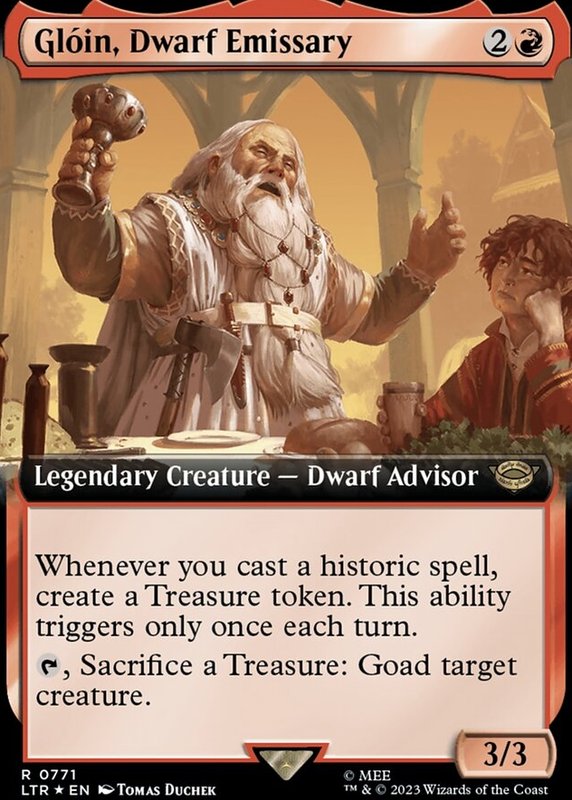 Glóin, Dwarf Emissary 2
Legendary Creature — Dwarf Advisor
Whenever you cast a historic spell,
create a Treasure token. This ability
triggers only once each turn.
, Sacrifice a Treasure: Goad target
creature.
3/3
R 0771
LTR ★ EN Tomas Duchek
© MEE
™ & © 2023 Wizards of the Coast